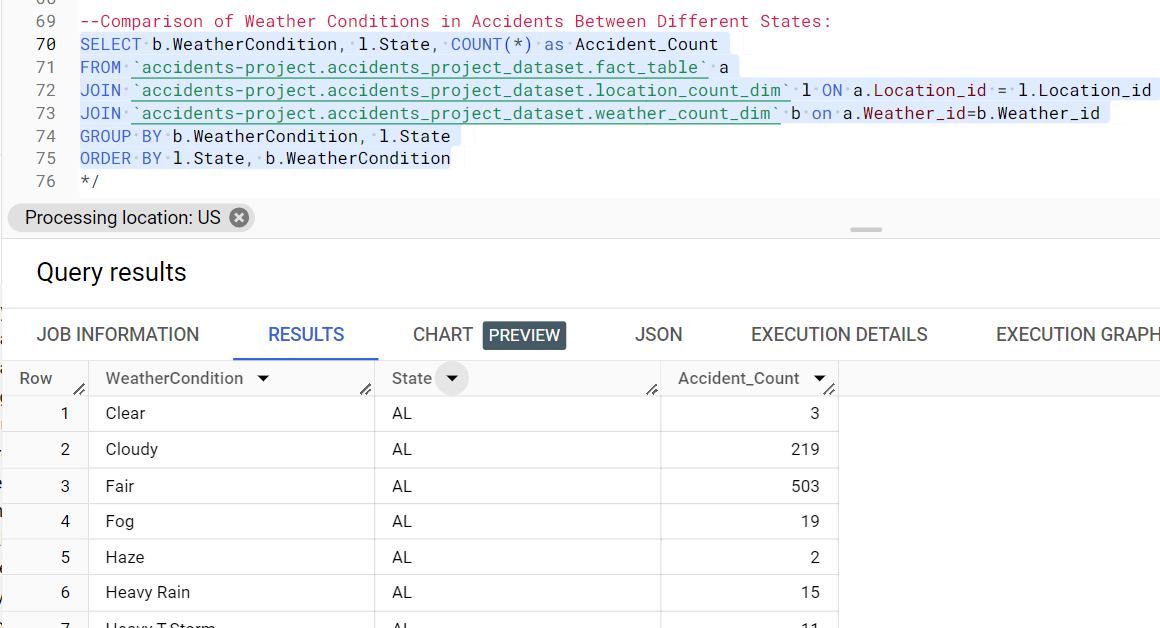 69 --Comparison of Weather Conditions in Accidents Between Different States:
70 SELECT b.WeatherCondition, l.State, COUNT(*) as Accident_Count
71 FROM `accidents-project.accidents_project_dataset.fact_table` a
72 JOIN `accidents-project.accidents_project_dataset.location_count_dim` l ON a.Location_id = l.Location_id
73 JOIN `accidents-project.accidents_project_dataset.weather_count_dim` b on a.Weather_id=b.Weather_id
74 GROUP BY b.WeatherCondition, l.State
75 ORDER BY l.State, b.WeatherCondition
76 */
Processing location: US
Query results
JOB INFORMATION RESULTS CHART PREVIEW JSON EXECUTION DETAILS EXECUTION GRAPH
Row WeatherCondition State Accident_Count
1 Clear AL 3
2 Cloudy AL 219
3 Fair AL 503
4 Fog AL 19
5 Haze AL 2
6 Heavy Rain AL 15
7 Heavy T-Storm AL 11